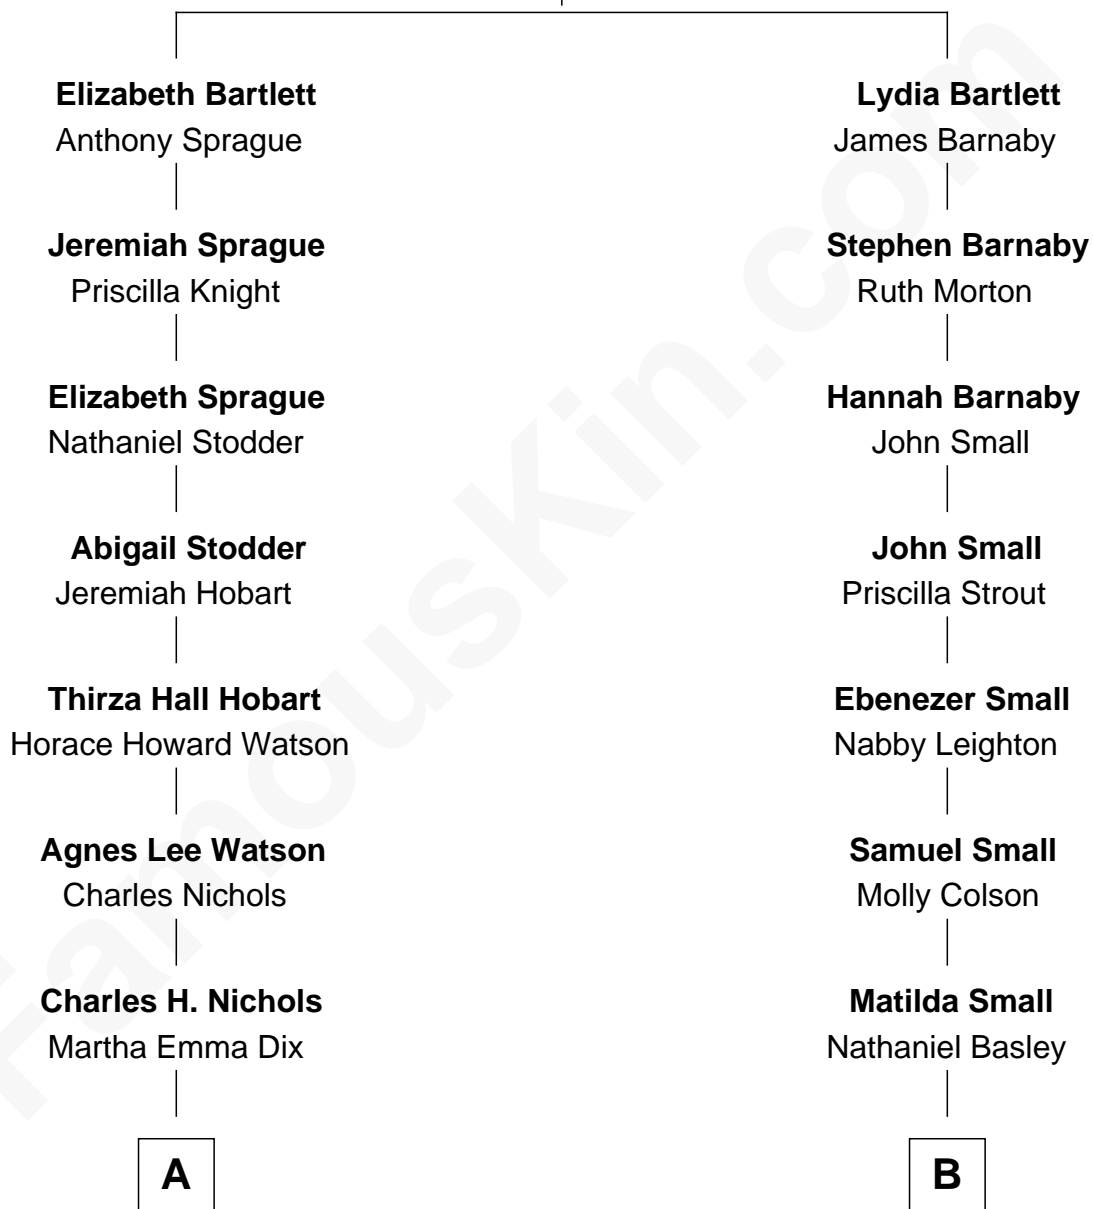 Elizabeth Bartlett
Anthony Sprague
Jeremiah Sprague
Priscilla Knight
Elizabeth Sprague
Nathaniel Stodder
Abigail Stodder
Jeremiah Hobart
Thirza Hall Hobart
Horace Howard Watson
Agnes Lee Watson
Charles Nichols
Charles H. Nichols
Martha Emma Dix
A
Lydia Bartlett
James Barnaby
Stephen Barnaby
Ruth Morton
Hannah Barnaby
John Small
John Small
Priscilla Strout
Ebenezer Small
Nabby Leighton
Samuel Small
Molly Colson
Matilda Small
Nathaniel Basley
B
FamousKin.com